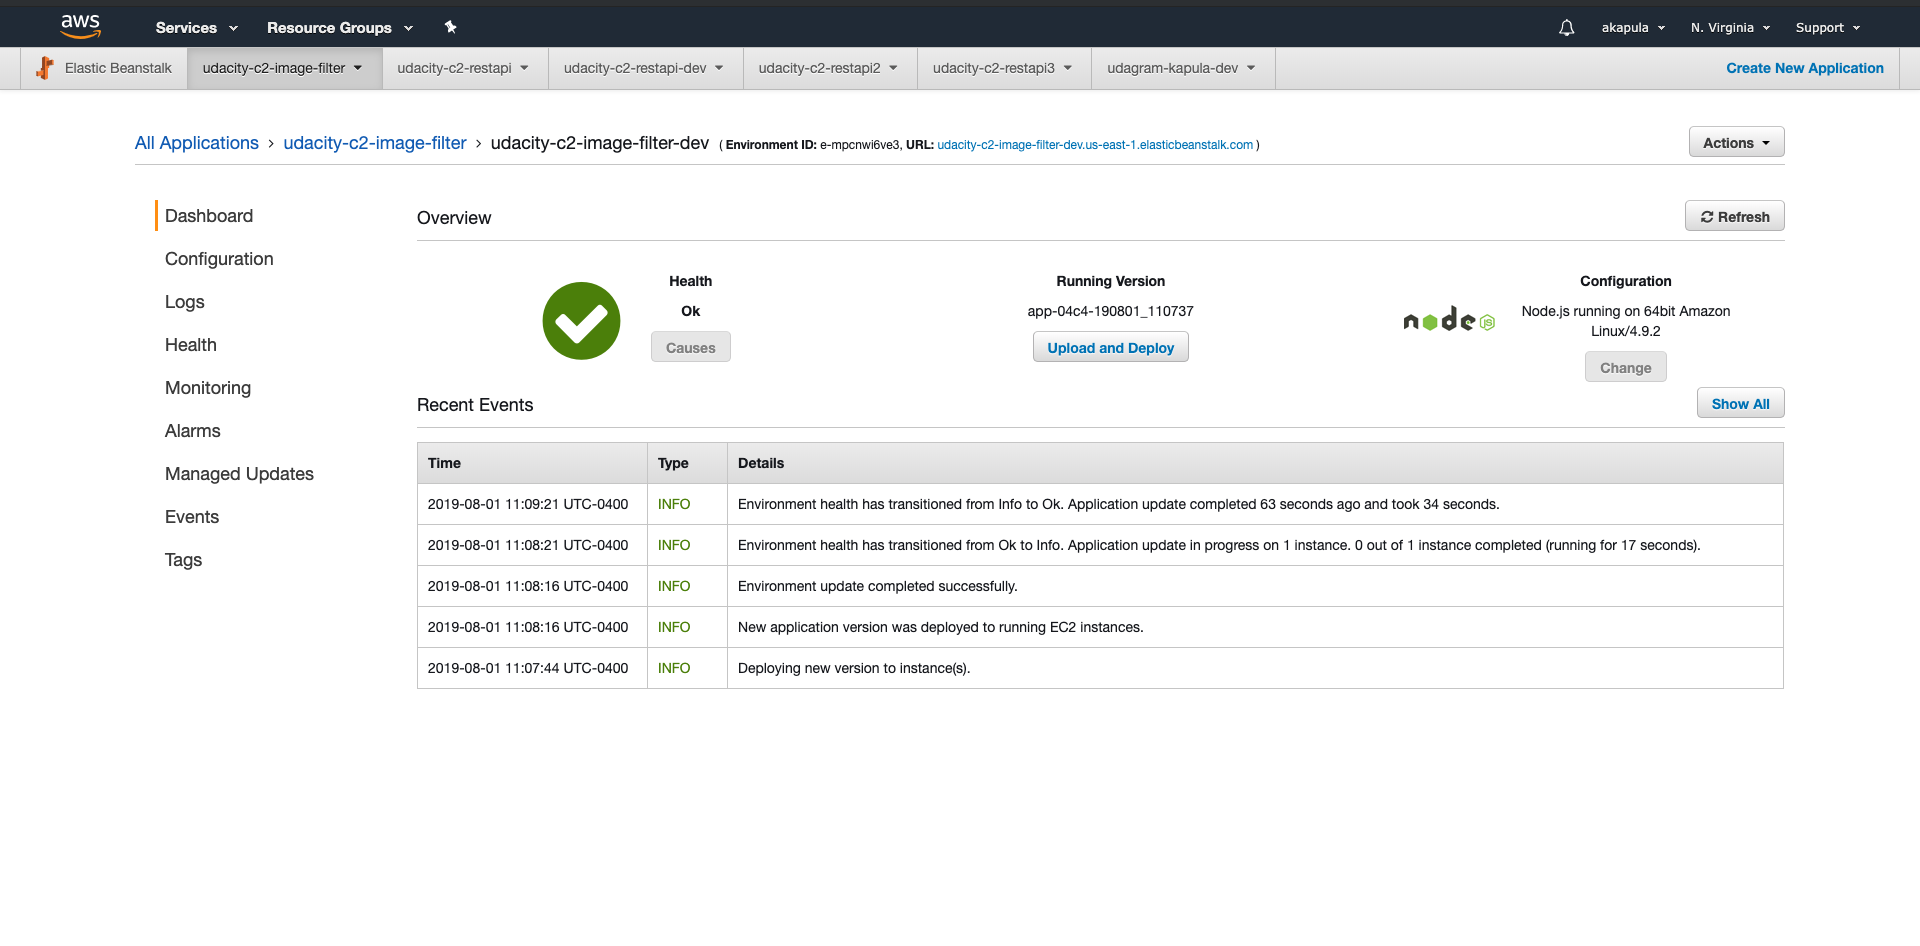 aws Services Resource Groups akapula N. Virginia Support
Elastic Beanstalk udacity-c2-image-filter udacity-c2-restapi udacity-c2-restapi-dev udacity-c2-restapi2 udacity-c2-restapi3 udagram-kapula-dev Create New Application
All Applications › udacity-c2-image-filter › udacity-c2-image-filter-dev ( Environment ID: e-mpcnwi6ve3, URL: udacity-c2-image-filter-dev.us-east-1.elasticbeanstalk.com )
Actions
Dashboard
Configuration
Logs
Health
Monitoring
Alarms
Managed Updates
Events
Tags
Overview
Refresh
Health
Ok
Causes
Running Version
app-04c4-190801_110737
Upload and Deploy
node JS
Configuration
Node.js running on 64bit Amazon
Linux/4.9.2
Change
Recent Events
Show All
Time Type Details
2019-08-01 11:09:21 UTC-0400 INFO Environment health has transitioned from Info to Ok. Application update completed 63 seconds ago and took 34 seconds.
2019-08-01 11:08:21 UTC-0400 INFO Environment health has transitioned from Ok to Info. Application update in progress on 1 instance. 0 out of 1 instance completed (running for 17 seconds).
2019-08-01 11:08:16 UTC-0400 INFO Environment update completed successfully.
2019-08-01 11:08:16 UTC-0400 INFO New application version was deployed to running EC2 instances.
2019-08-01 11:07:44 UTC-0400 INFO Deploying new version to instance(s).